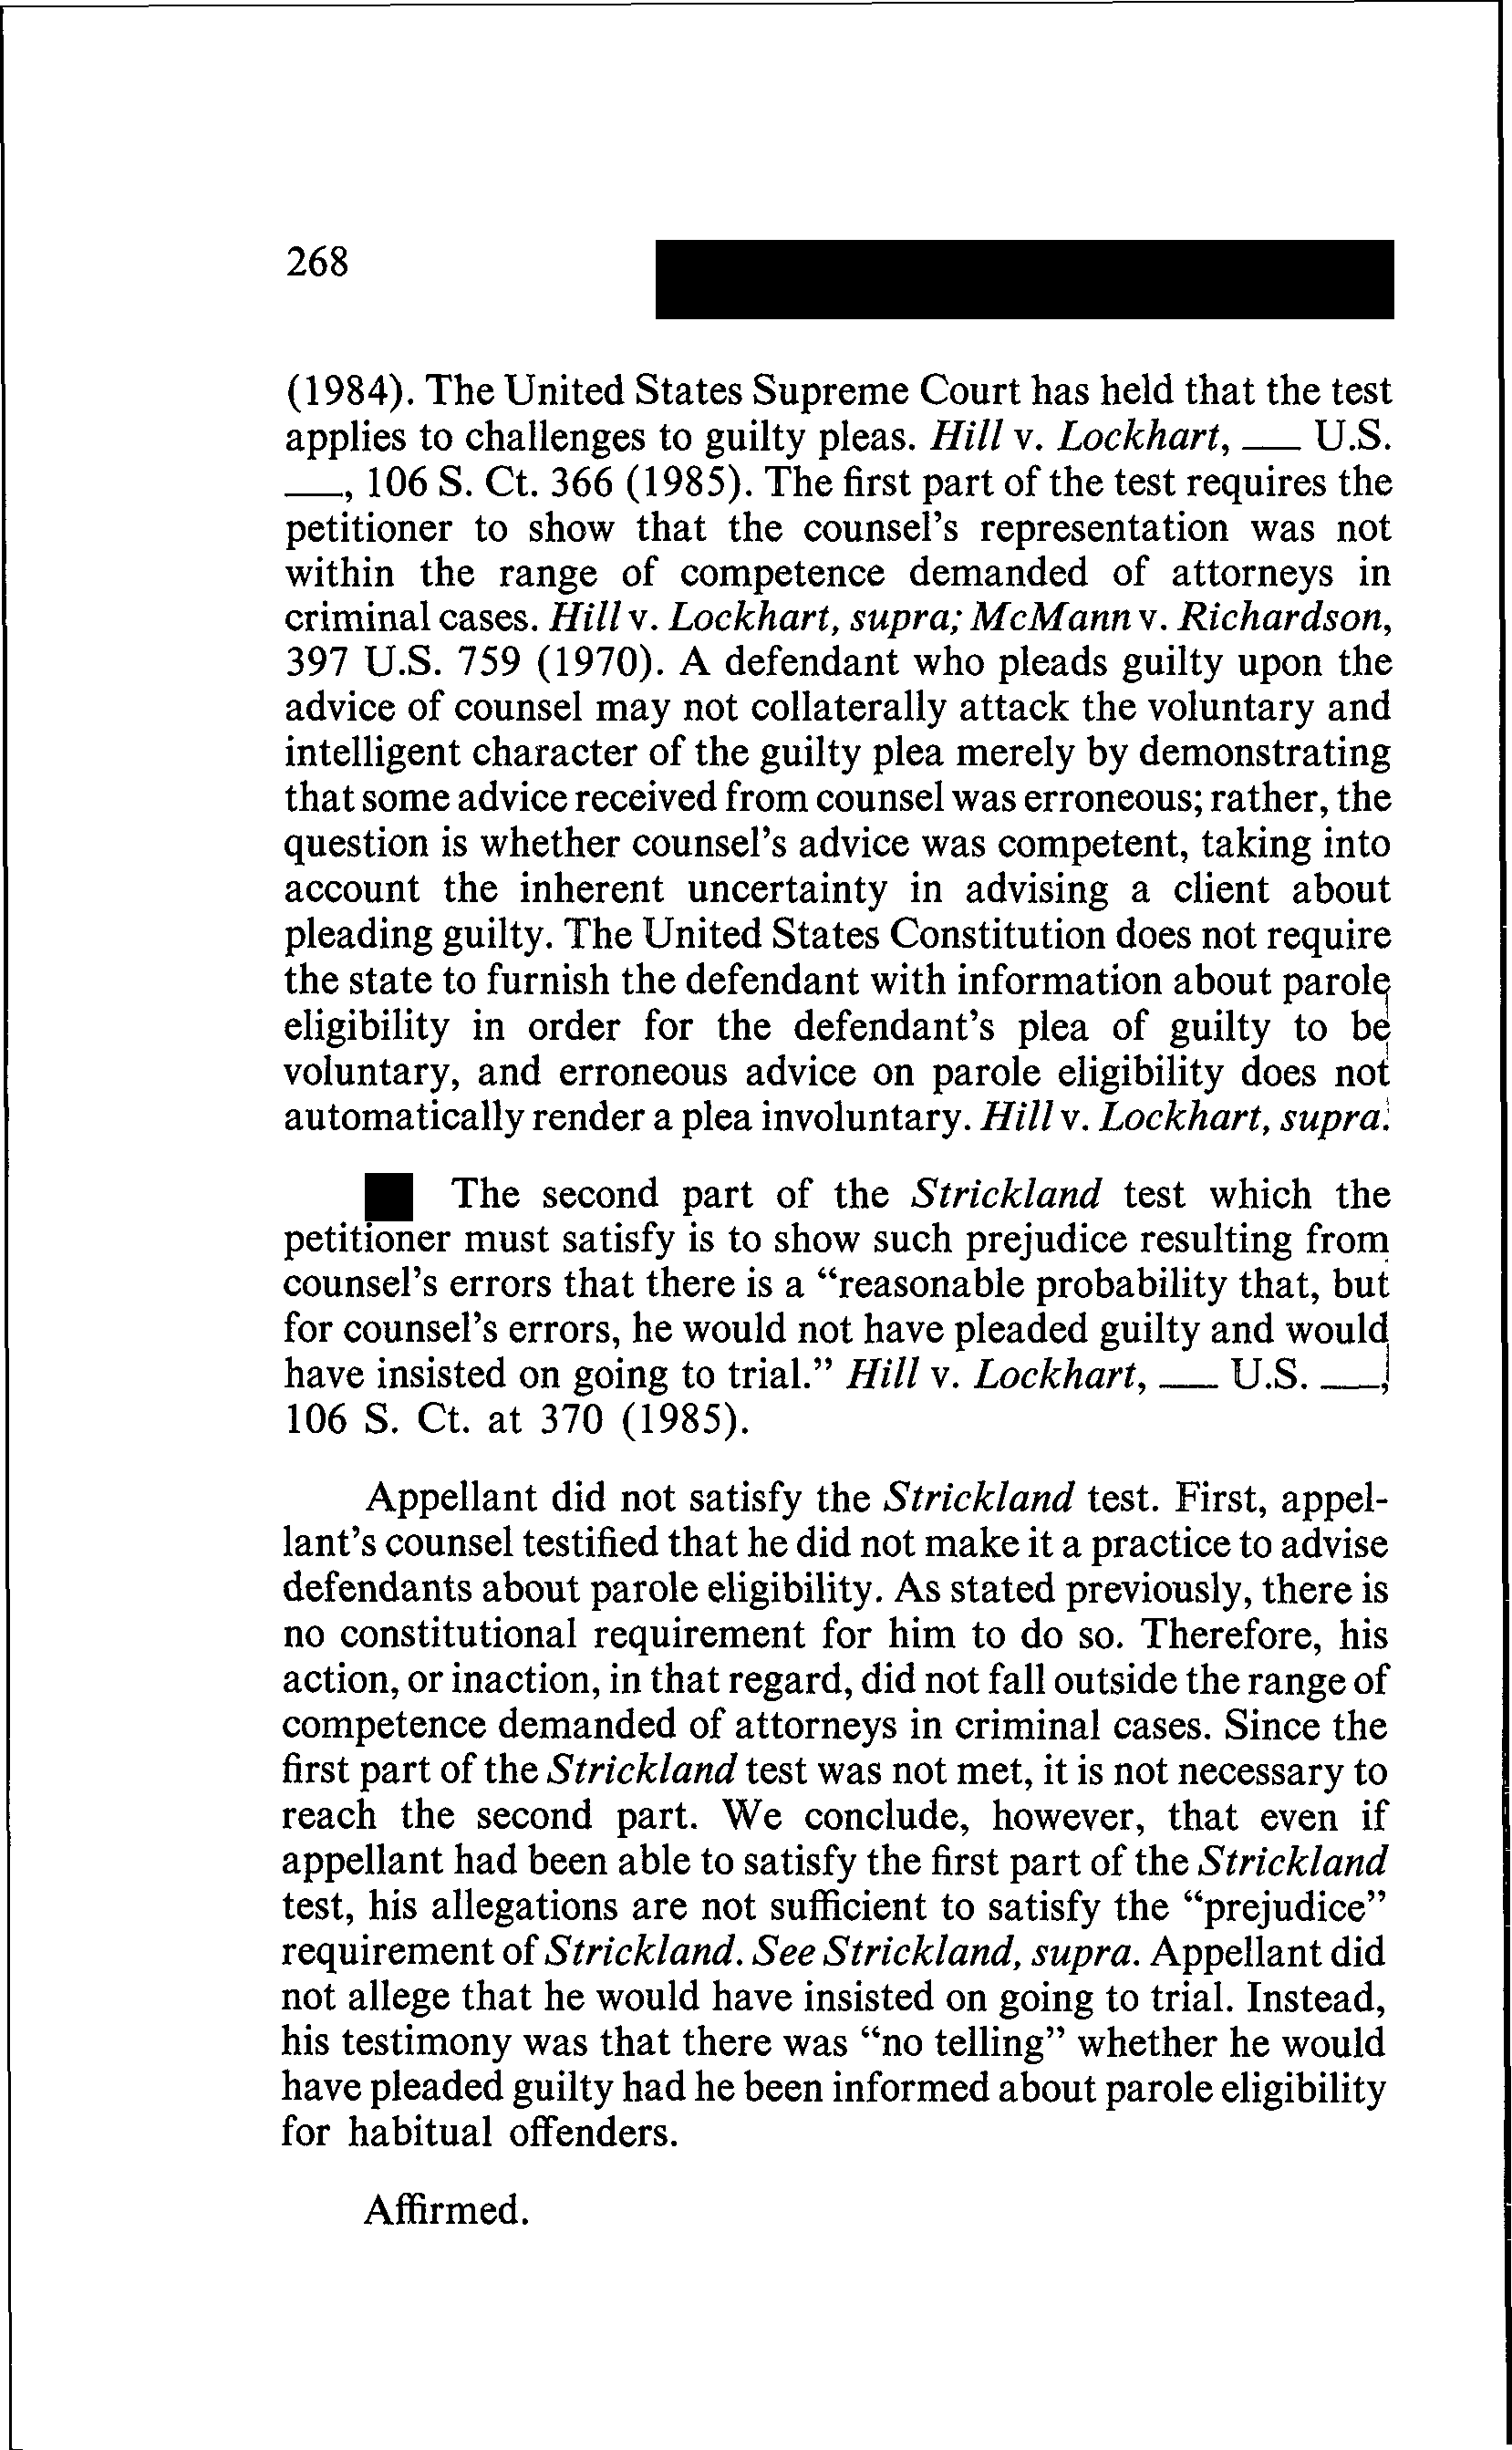 268
(1984). The United States Supreme Court has held that the test
applies to challenges to guilty pleas. Hill v. Lockhart, __ U.S.
__, 106 S. Ct. 366 (1985). The first part of the test requires the
petitioner to show that the counsel's representation was not
within the range of competence demanded of attorneys in
criminal cases. Hill v. Lockhart, supra; McMann v. Richardson,
397 U.S. 759 (1970). A defendant who pleads guilty upon the
advice of counsel may not collaterally attack the voluntary and
intelligent character of the guilty plea merely by demonstrating
that some advice received from counsel was erroneous; rather, the
question is whether counsel's advice was competent, taking into
account the inherent uncertainty in advising a client about
pleading guilty. The United States Constitution does not require
the state to furnish the defendant with information about parole
eligibility in order for the defendant's plea of guilty to be
voluntary, and erroneous advice on parole eligibility does not
automatically render a plea involuntary. Hill v. Lockhart, supra.
The second part of the Strickland test which the
petitioner must satisfy is to show such prejudice resulting from
counsel's errors that there is a "reasonable probability that, but
for counsel's errors, he would not have pleaded guilty and would
have insisted on going to trial." Hill v. Lockhart, __ U.S. __,
106 S. Ct. at 370 (1985).
Appellant did not satisfy the Strickland test. First, appel-
lant's counsel testified that he did not make it a practice to advise
defendants about parole eligibility. As stated previously, there is
no constitutional requirement for him to do so. Therefore, his
action, or inaction, in that regard, did not fall outside the range of
competence demanded of attorneys in criminal cases. Since the
first part of the Strickland test was not met, it is not necessary to
reach the second part. We conclude, however, that even if
appellant had been able to satisfy the first part of the Strickland
test, his allegations are not sufficient to satisfy the "prejudice"
requirement of Strickland. See Strickland, supra. Appellant did
not allege that he would have insisted on going to trial. Instead,
his testimony was that there was "no telling" whether he would
have pleaded guilty had he been informed about parole eligibility
for habitual offenders.
Affirmed.